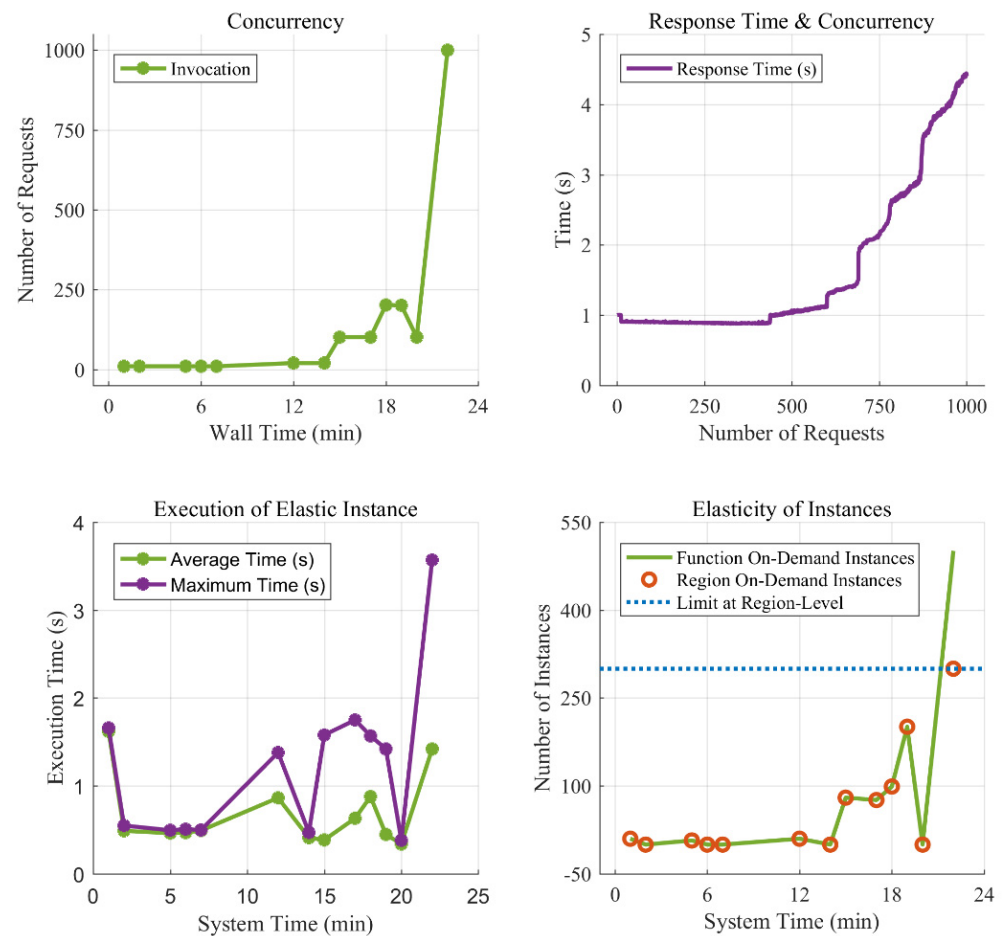 Concurrency
1000
750
500
250
0
Number of Requests
Invocation
0 6 12 18 24
Wall Time (min)
Response Time & Concurrency
5
4
3
2
1
0
Time (s)
Response Time (s)
0 250 500 750 1000
Number of Requests
Execution of Elastic Instance
4
3
2
1
0
Execution Time (s)
Average Time (s)
Maximum Time (s)
0 5 10 15 20 25
System Time (min)
Elasticity of Instances
550
400
250
100
-50
Number of Instances
Function On-Demand Instances
Region On-Demand Instances
Limit at Region-Level
0 6 12 18 24
System Time (min)